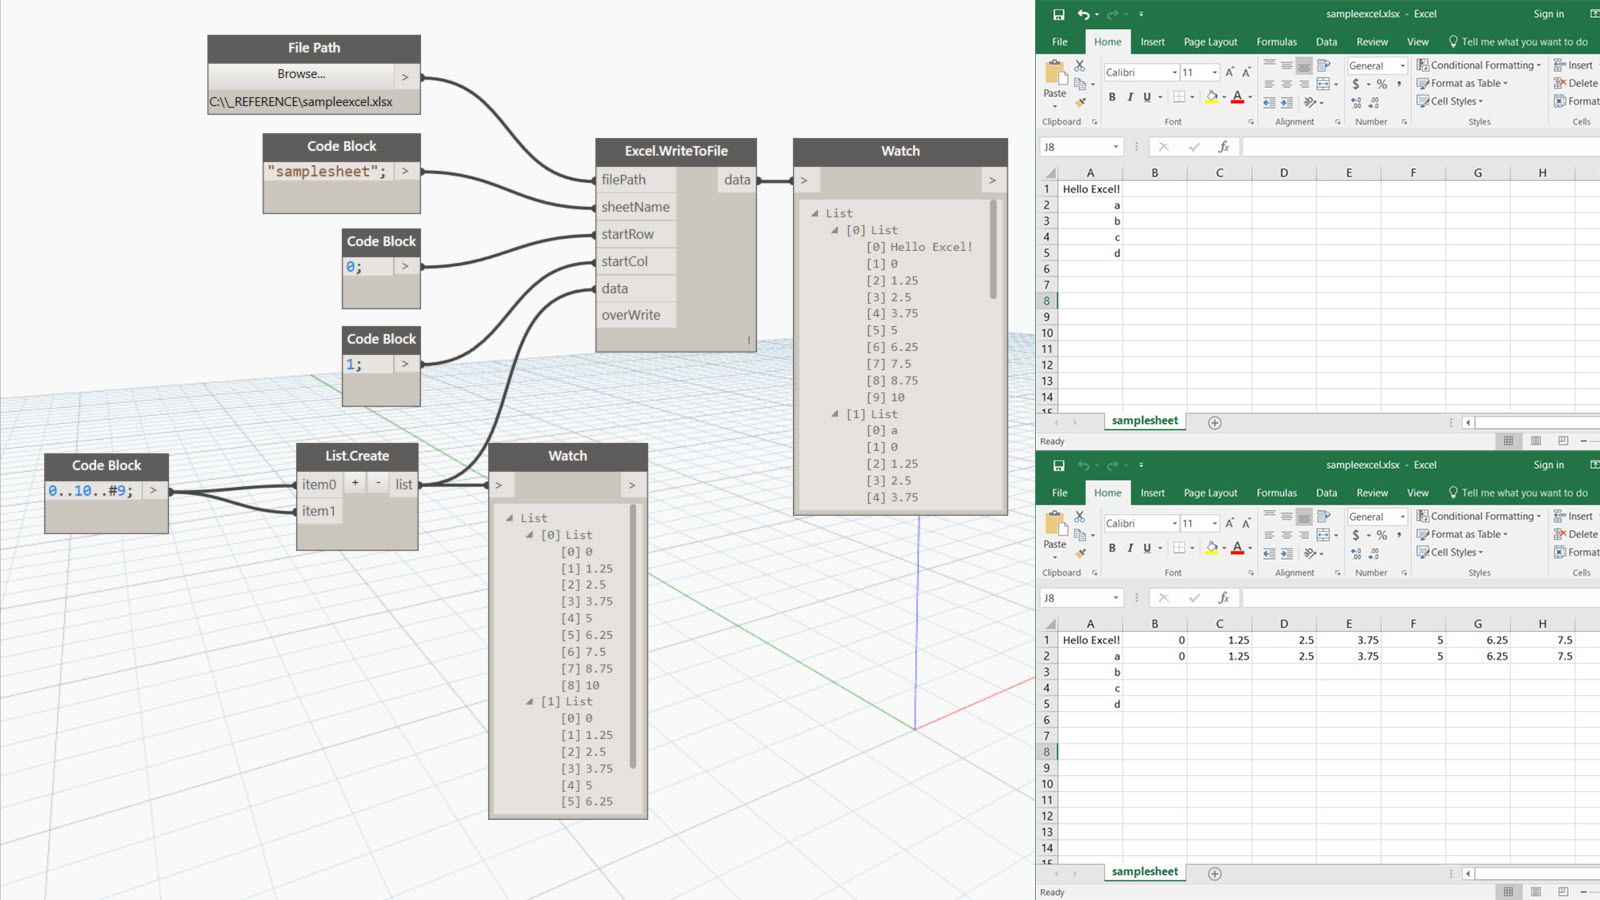 File Path
Browse...
>
C:\\_REFERENCE\sampleexcel.xlsx
Code Block
"samplesheet";
>
Code Block
0;
>
Code Block
1;
>
Code Block
0..10..#9;
>
List.Create
item0 + - list
item1
Excel.WriteToFile
filePath data
sheetName
startRow
startCol
data
overWrite
Watch
> >
List
[0] List
[0] 0
[1] 1.25
[2] 2.5
[3] 3.75
[4] 5
[5] 6.25
[6] 7.5
[7] 8.75
[8] 10
[1] List
[0] 0
[1] 1.25
[2] 2.5
[3] 3.75
[4] 5
[5] 6.25
Watch
> >
List
[0] List
[0] Hello Excel!
[1] 0
[2] 1.25
[3] 2.5
[4] 3.75
[5] 5
[6] 6.25
[7] 7.5
[8] 8.75
[9] 10
[1] List
[0] a
[1] 0
[2] 1.25
[3] 2.5
[4] 3.75
sampleexcel.xlsx - Excel Sign in
File Home Insert Page Layout Formulas Data Review View Tell me what you want to do
Paste
Calibri 11 A A
B I U A
General
$ % ,
Conditional Formatting
Format as Table
Cell Styles
Insert
Delete
Format
Clipboard Font Alignment Number Styles Cells
J8 fx
A B C D E F G H
1 Hello Excel!
2 a
3 b
4 c
5 d
6
7
8
9
10
11
12
13
14
15
samplesheet
Ready
sampleexcel.xlsx - Excel Sign in
File Home Insert Page Layout Formulas Data Review View Tell me what you want to do
Paste
Calibri 11 A A
B I U A
General
$ % ,
Conditional Formatting
Format as Table
Cell Styles
Insert
Delete
Format
Clipboard Font Alignment Number Styles Cells
J8 fx
A B C D E F G H
1 Hello Excel! 0 1.25 2.5 3.75 5 6.25 7.5
2 a 0 1.25 2.5 3.75 5 6.25 7.5
3 b
4 c
5 d
6
7
8
9
10
11
12
13
14
15
samplesheet
Ready